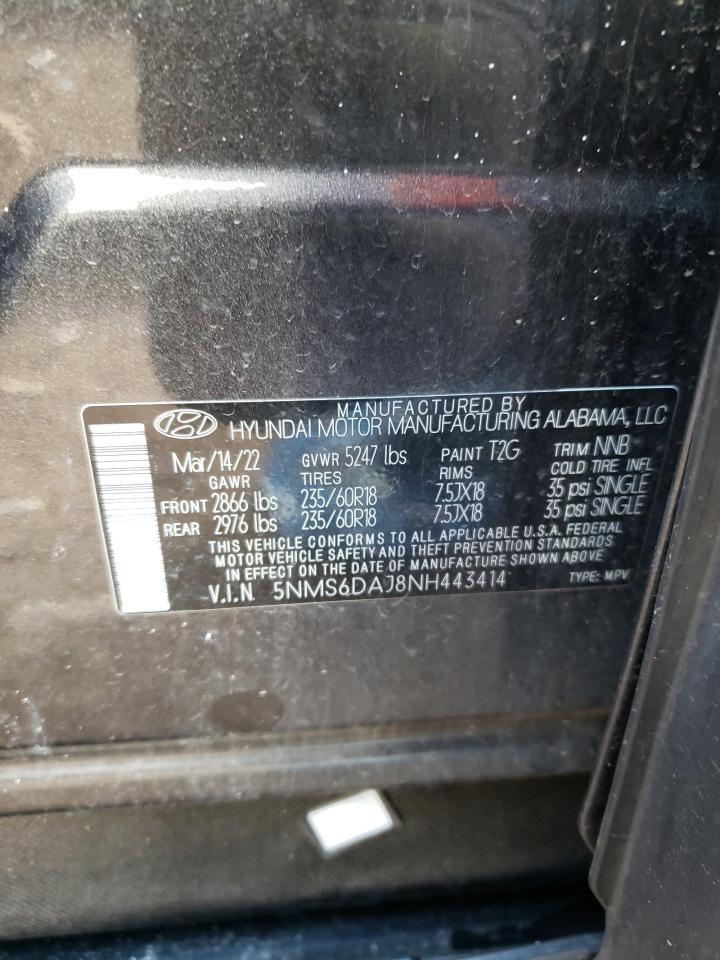 MANUFACTURED BY
HYUNDAI MOTOR MANUFACTURING ALABAMA, LLC
Mar/14/22 GVWR 5247 lbs PAINT T2G TRIM NNB
GAWR TIRES RIMS COLD TIRE INFL
FRONT 2866 lbs 235/60R18 7.5JX18 35 psi SINGLE
REAR 2976 lbs 235/60R18 7.5JX18 35 psi SINGLE
THIS VEHICLE CONFORMS TO ALL APPLICABLE U.S.A. FEDERAL
MOTOR VEHICLE SAFETY AND THEFT PREVENTION STANDARDS
IN EFFECT ON THE DATE OF MANUFACTURE SHOWN ABOVE
V.I.N 5NMS6DAJ8NH443414 TYPE: MPV